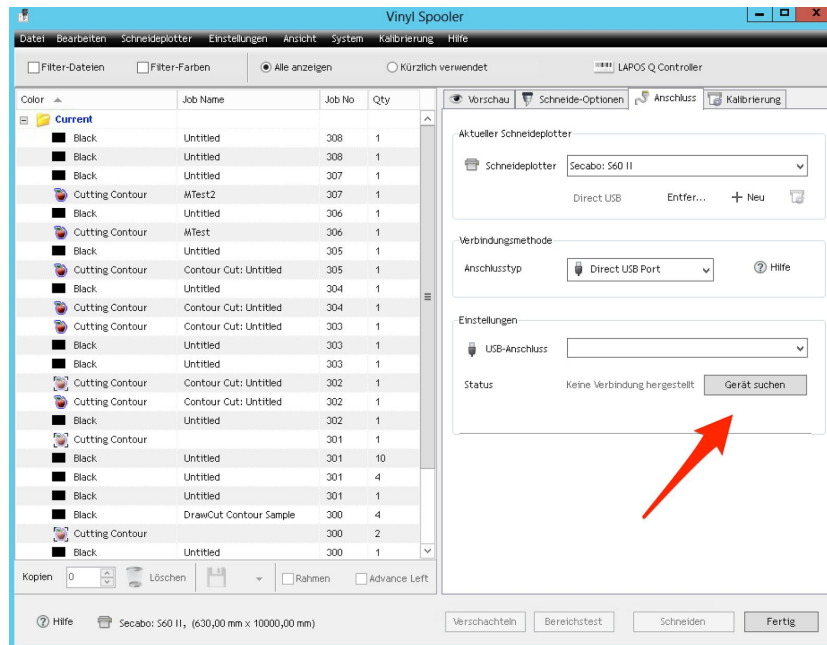 Vinyl Spooler
Datei Bearbeiten Schneideplotter Einstellungen Ansicht System Kalibrierung Hilfe
Filter-Dateien Filter-Farben Alle anzeigen Kürzlich verwendet LAPOS Q Controller
Color Job Name Job No Qty
Current
Black Untitled 308 1
Black Untitled 308 1
Black Untitled 307 1
Cutting Contour MTest2 307 1
Black Untitled 306 1
Cutting Contour MTest 306 1
Black Untitled 305 1
Cutting Contour Contour Cut: Untitled 305 1
Black Untitled 304 1
Cutting Contour Contour Cut: Untitled 304 1
Cutting Contour Contour Cut: Untitled 303 1
Black Untitled 303 1
Black Untitled 303 1
Cutting Contour Contour Cut: Untitled 302 1
Cutting Contour Contour Cut: Untitled 302 1
Black Untitled 302 1
Cutting Contour 301 1
Black Untitled 301 10
Black Untitled 301 4
Black Untitled 301 1
Black DrawCut Contour Sample 300 4
Cutting Contour 300 2
Black Untitled 300 1
Kopien 0 Löschen Rahmen Advance Left
Vorschau Schneide-Optionen Anschluss Kalibrierung
Aktueller Schneideplotter
Schneideplotter Secabo: S60 II
Direct USB Entfer... Neu
Verbindungsmethode
Anschlusstyp Direct USB Port Hilfe
Einstellungen
USB-Anschluss
Status Keine Verbindung hergestellt Gerät suchen
Hilfe Secabo: S60 II, (630,00 mm x 10000,00 mm)
Verschachteln Bereichstest Schneiden Fertig